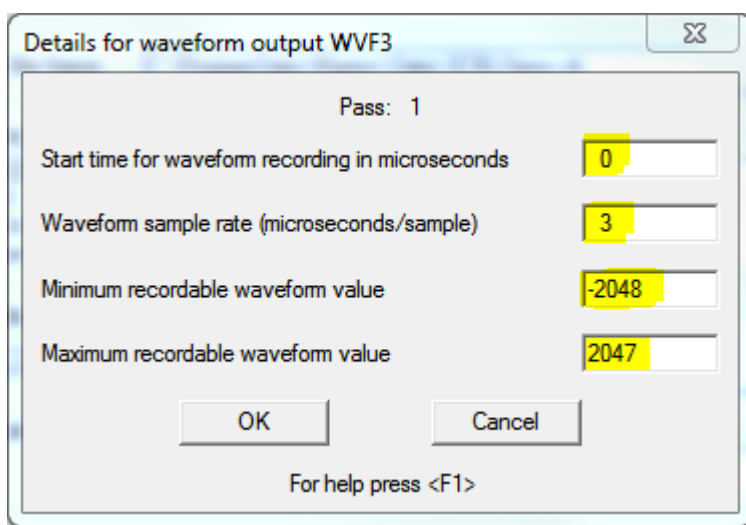 Details for waveform output WVF3
Pass: 1
Start time for waveform recording in microseconds 0
Waveform sample rate (microseconds/sample) 3
Minimum recordable waveform value -2048
Maximum recordable waveform value 2047
OK Cancel
For help press <F1>